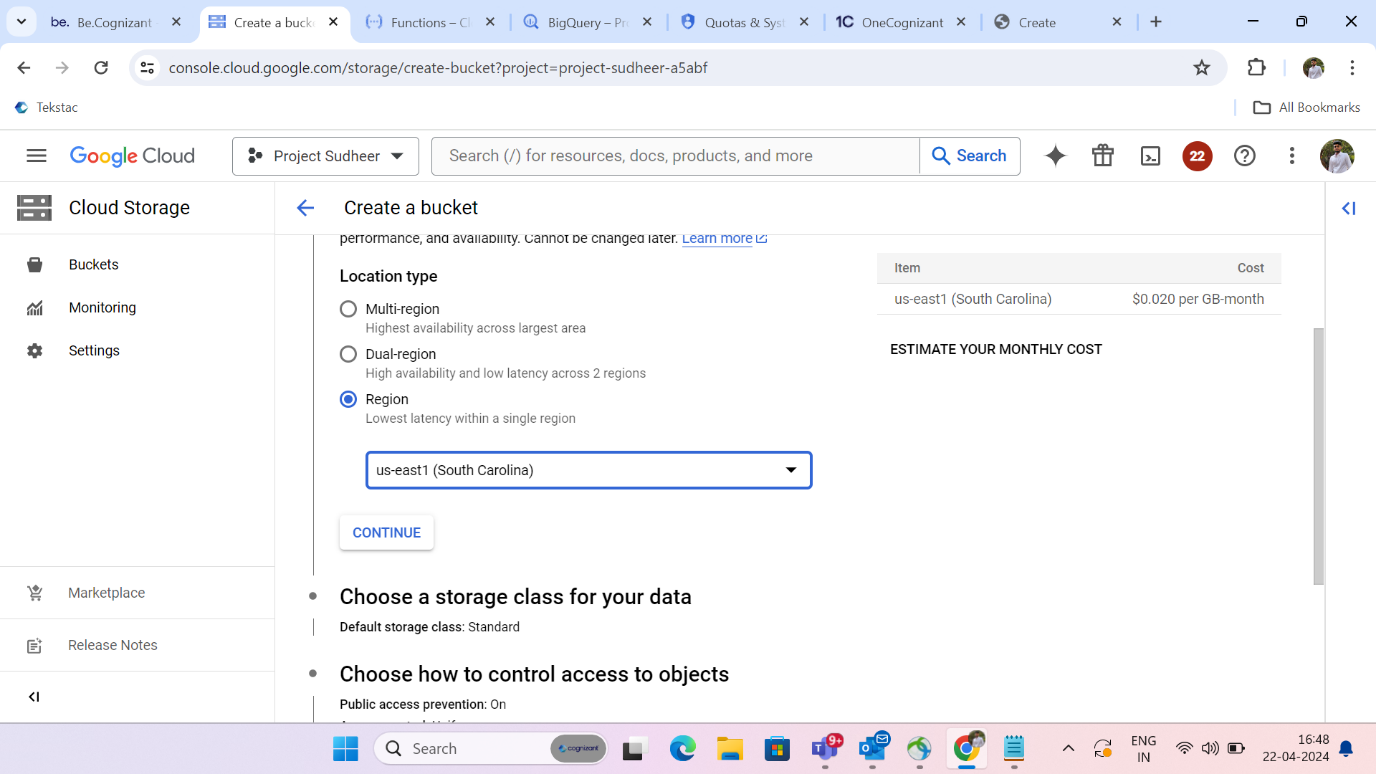 be. Be.Cognizant
Create a bucke
Functions – Cl
BigQuery – Pr
Quotas & Syst
1C OneCognizant
Create
console.cloud.google.com/storage/create-bucket?project=project-sudheer-a5abf
Tekstac
All Bookmarks
Google Cloud
Project Sudheer
Search (/) for resources, docs, products, and more
Search
22
Cloud Storage
Create a bucket
Buckets
Monitoring
Settings
Marketplace
Release Notes
performance, and availability. Cannot be changed later. Learn more
Location type
Multi-region
Highest availability across largest area
Dual-region
High availability and low latency across 2 regions
Region
Lowest latency within a single region
us-east1 (South Carolina)
CONTINUE
Choose a storage class for your data
Default storage class: Standard
Choose how to control access to objects
Public access prevention: On
Item Cost
us-east1 (South Carolina) $0.020 per GB-month
ESTIMATE YOUR MONTHLY COST
Search
cognizant
9+
ENG
IN
16:48
22-04-2024